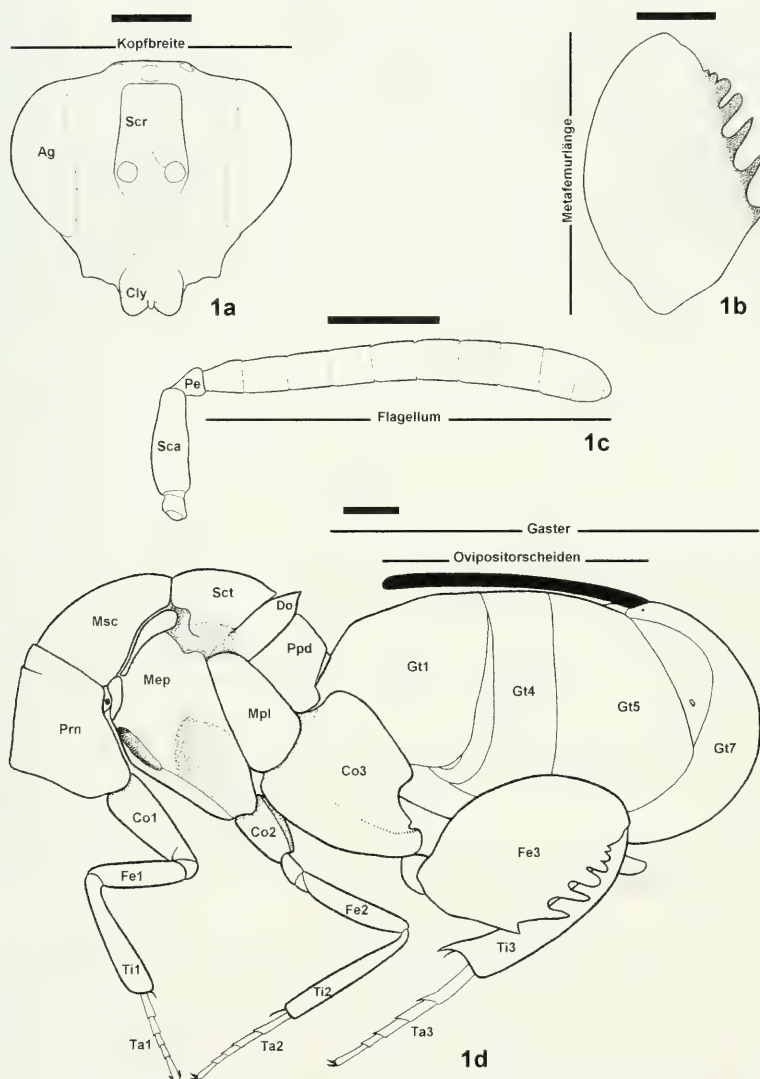 Kopfbreite
Scr
Ag
Cly
1a
Metafemurlänge
1b
Pe
Sca
Flagellum
1c
Gaster
Ovipositorscheiden
Msc
Sct
Do
Ppd
Prn
Mep
Mpl
Gt1
Gt4
Gt5
Gt7
Co1
Co2
Co3
Fe1
Fe2
Fe3
Ti1
Ti2
Ti3
Ta1
Ta2
Ta3
1d